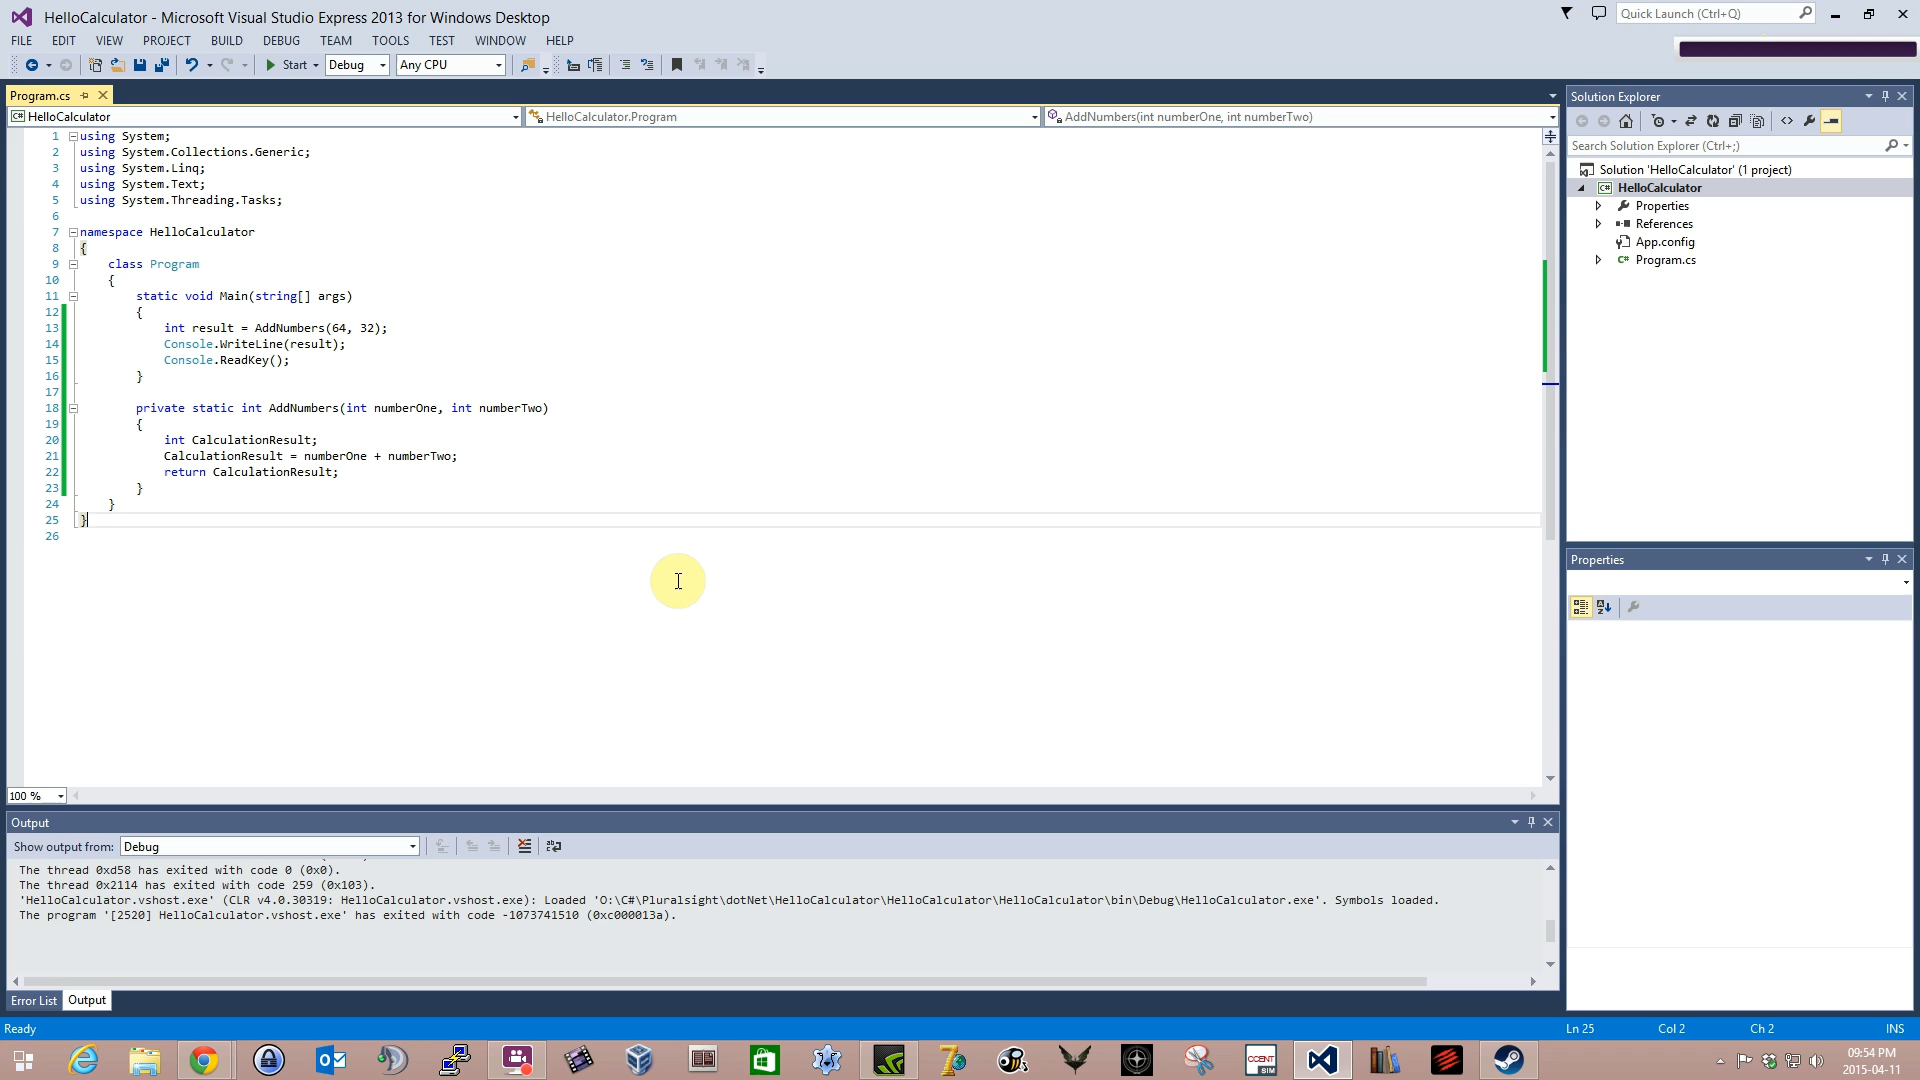 HelloCalculator - Microsoft Visual Studio Express 2013 for Windows Desktop
Quick Launch (Ctrl+Q)
FILE EDIT VIEW PROJECT BUILD DEBUG TEAM TOOLS TEST WINDOW HELP
Start Debug Any CPU
Program.cs
HelloCalculator HelloCalculator.Program AddNumbers(int numberOne, int numberTwo)
1 using System;
2 using System.Collections.Generic;
3 using System.Linq;
4 using System.Text;
5 using System.Threading.Tasks;
6
7 namespace HelloCalculator
8 {
9 class Program
10 {
11 static void Main(string[] args)
12 {
13 int result = AddNumbers(64, 32);
14 Console.WriteLine(result);
15 Console.ReadKey();
16 }
17
18 private static int AddNumbers(int numberOne, int numberTwo)
19 {
20 int CalculationResult;
21 CalculationResult = numberOne + numberTwo;
22 return CalculationResult;
23 }
24 }
25 }
26
100 %
Solution Explorer
Search Solution Explorer (Ctrl+;)
Solution 'HelloCalculator' (1 project)
HelloCalculator
Properties
References
App.config
Program.cs
Properties
Output
Show output from: Debug
The thread 0xd58 has exited with code 0 (0x0).
The thread 0x2114 has exited with code 259 (0x103).
'HelloCalculator.vshost.exe' (CLR v4.0.30319: HelloCalculator.vshost.exe): Loaded 'O:\C#\Pluralsight\dotNet\HelloCalculator\HelloCalculator\HelloCalculator\bin\Debug\HelloCalculator.exe'. Symbols loaded.
The program '[2520] HelloCalculator.vshost.exe' has exited with code -1073741510 (0xc000013a).
Error List Output
Ready Ln 25 Col 2 Ch 2 INS
CCENT
SIM
09:54 PM
2015-04-11